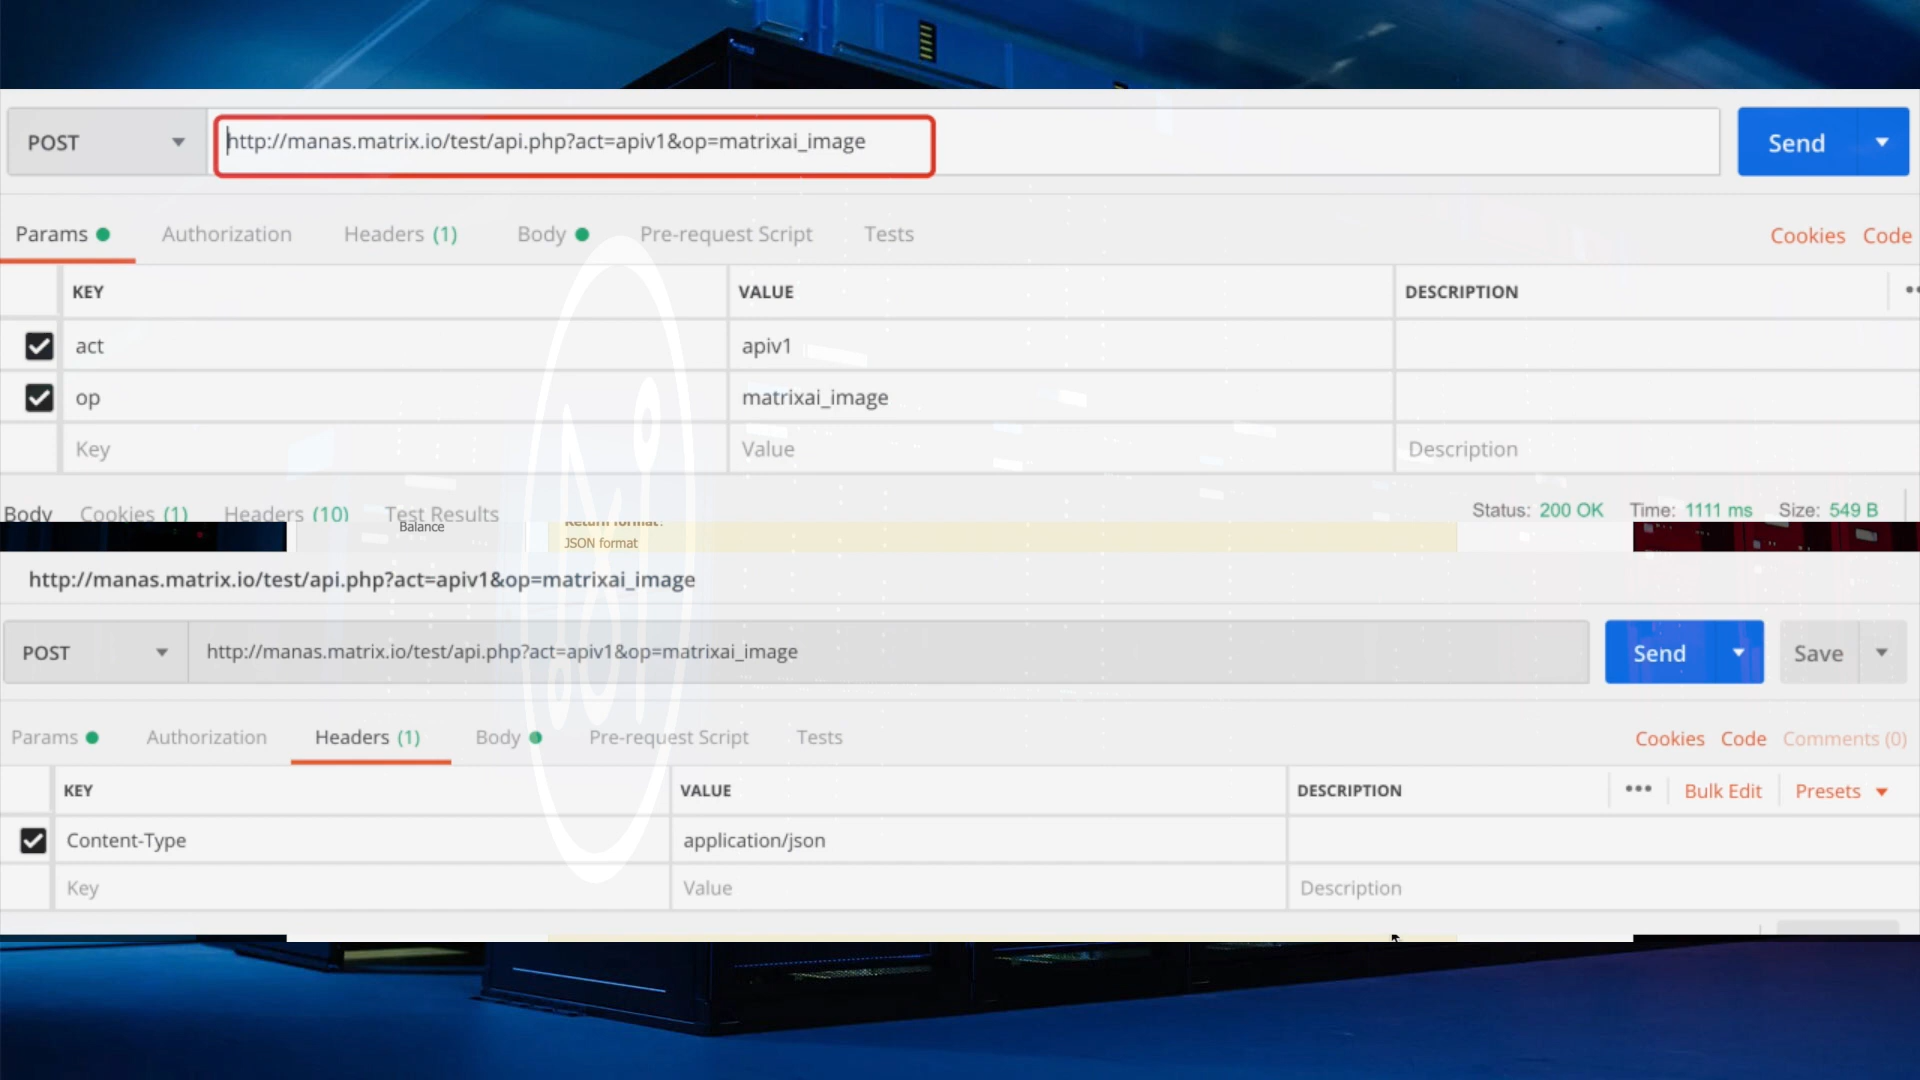 POST http://manas.matrix.io/test/api.php?act=apiv1&op=matrixai_image Send
Params Authorization Headers (1) Body Pre-request Script Tests Cookies Code
KEY VALUE DESCRIPTION
act apiv1
op matrixai_image
Key Value Description
Body Cookies (1) Headers (10) Test Results Status: 200 OK Time: 1111 ms Size: 549 B
Balance Return format:
JSON format
http://manas.matrix.io/test/api.php?act=apiv1&op=matrixai_image
POST http://manas.matrix.io/test/api.php?act=apiv1&op=matrixai_image Send Save
Params Authorization Headers (1) Body Pre-request Script Tests Cookies Code Comments (0)
KEY VALUE DESCRIPTION ••• Bulk Edit Presets
Content-Type application/json
Key Value Description